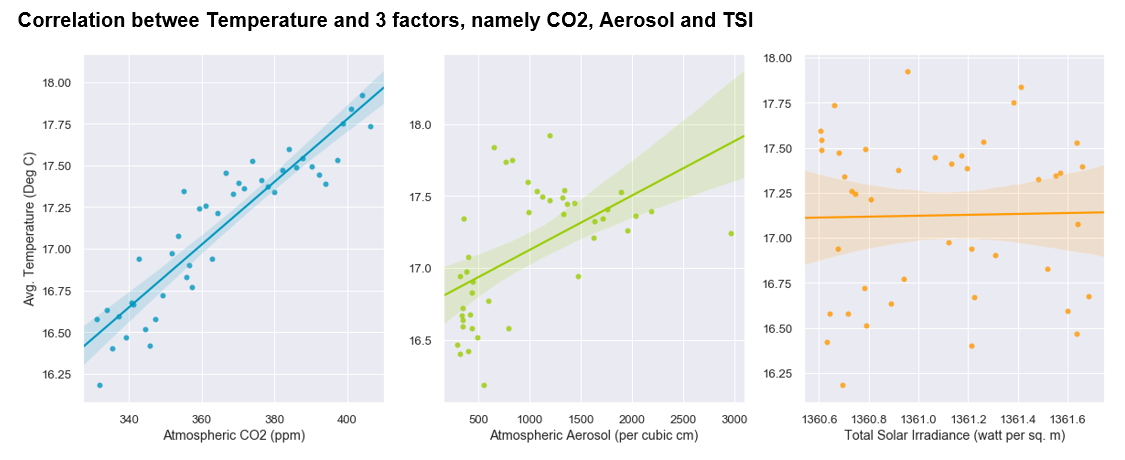 Correlation betwee Temperature and 3 factors, namely CO2, Aerosol and TSI
Avg. Temperature (Deg C)
18.00
17.75
17.50
17.25
17.00
16.75
16.50
16.25
340 360 380 400
Atmospheric CO2 (ppm)
18.0
17.5
17.0
16.5
500 1000 1500 2000 2500 3000
Atmospheric Aerosol (per cubic cm)
18.00
17.75
17.50
17.25
17.00
16.75
16.50
16.25
1360.6 1360.8 1361.0 1361.2 1361.4 1361.6
Total Solar Irradiance (watt per sq. m)